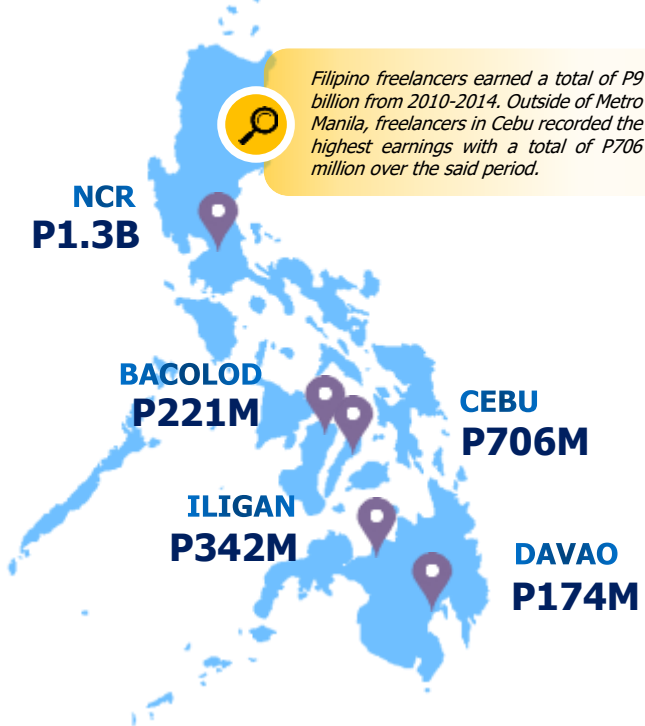 Filipino freelancers earned a total of P9
billion from 2010-2014. Outside of Metro
Manila, freelancers in Cebu recorded the
highest earnings with a total of P706
million over the said period.
NCR
P1.3B
BACOLOD
P221M
CEBU
P706M
ILIGAN
P342M
DAVAO
P174M